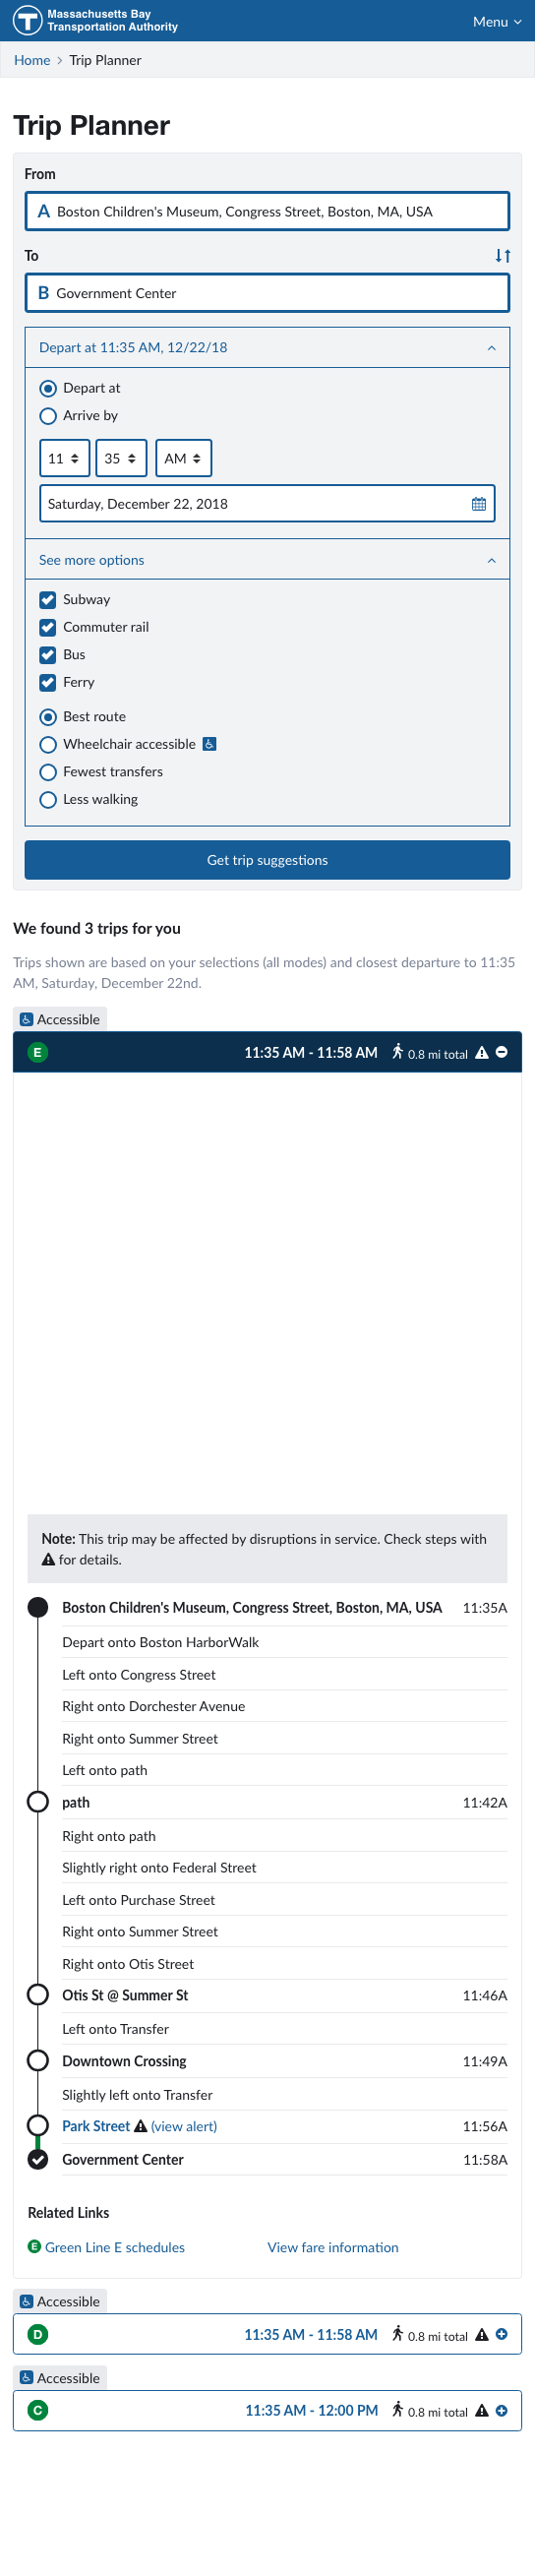 Massachusetts Bay
Transportation Authority
Menu
Home
Trip Planner
Trip Planner
From
A Boston Children's Museum, Congress Street, Boston, MA, USA
To
B Government Center
Depart at 11:35 AM, 12/22/18
Depart at
Arrive by
11 35 AM
Saturday, December 22, 2018
See more options
Subway
Commuter rail
Bus
Ferry
Best route
Wheelchair accessible
Fewest transfers
Less walking
Get trip suggestions
We found 3 trips for you
Trips shown are based on your selections (all modes) and closest departure to 11:35
AM, Saturday, December 22nd.
Accessible
E 11:35 AM - 11:58 AM 0.8 mi total
Note: This trip may be affected by disruptions in service. Check steps with
for details.
Boston Children's Museum, Congress Street, Boston, MA, USA 11:35A
Depart onto Boston HarborWalk
Left onto Congress Street
Right onto Dorchester Avenue
Right onto Summer Street
Left onto path
path 11:42A
Right onto path
Slightly right onto Federal Street
Left onto Purchase Street
Right onto Summer Street
Right onto Otis Street
Otis St @ Summer St 11:46A
Left onto Transfer
Downtown Crossing 11:49A
Slightly left onto Transfer
Park Street (view alert) 11:56A
Government Center 11:58A
Related Links
E Green Line E schedules View fare information
Accessible
D 11:35 AM - 11:58 AM 0.8 mi total
Accessible
C 11:35 AM - 12:00 PM 0.8 mi total